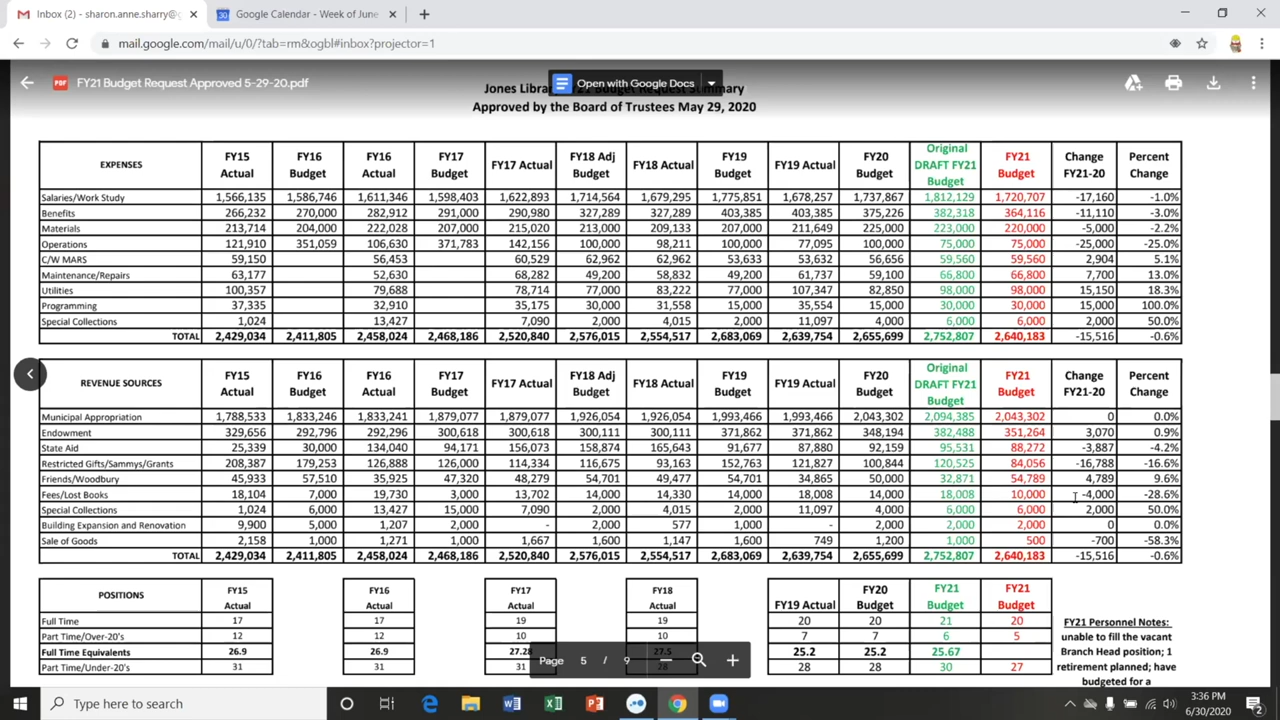 Inbox (2) - sharon.anne.sharry@g
Google Calendar - Week of June
mail.google.com/mail/u/0/?tab=rm&ogbl#inbox?projector=1
PDF FY21 Budget Request Approved 5-29-20.pdf
Open with Google Docs
Approved by the Board of Trustees May 29, 2020
EXPENSES FY15 Actual FY16 Budget FY16 Actual FY17 Budget FY17 Actual FY18 Adj Budget FY18 Actual FY19 Budget FY19 Actual FY20 Budget Original DRAFT FY21 Budget FY21 Budget Change FY21-20 Percent Change
Salaries/Work Study 1,566,135 1,586,746 1,611,346 1,598,403 1,622,893 1,714,564 1,679,295 1,775,851 1,678,257 1,737,867 1,812,129 1,720,707 -17,160 -1.0%
Benefits 266,232 270,000 282,912 291,000 290,980 327,289 327,289 403,385 403,385 375,226 382,318 364,116 -11,110 -3.0%
Materials 213,714 204,000 222,028 207,000 215,020 213,000 209,133 207,000 211,649 225,000 223,000 220,000 -5,000 -2.2%
Operations 121,910 351,059 106,630 371,783 142,156 100,000 98,211 100,000 77,095 100,000 75,000 75,000 -25,000 -25.0%
C/W MARS 59,150 56,453 60,529 62,962 62,962 53,633 53,632 56,656 59,560 59,560 2,904 5.1%
Maintenance/Repairs 63,177 52,630 68,282 49,200 58,832 49,200 61,737 59,100 66,800 66,800 7,700 13.0%
Utilities 100,357 79,688 78,714 77,000 83,222 77,000 107,347 82,850 98,000 98,000 15,150 18.3%
Programming 37,335 32,910 35,175 30,000 31,558 15,000 35,554 15,000 30,000 30,000 15,000 100.0%
Special Collections 1,024 13,427 7,090 2,000 4,015 2,000 11,097 4,000 6,000 6,000 2,000 50.0%
TOTAL 2,429,034 2,411,805 2,458,024 2,468,186 2,520,840 2,576,015 2,554,517 2,683,069 2,639,754 2,655,699 2,752,807 2,640,183 -15,516 -0.6%
REVENUE SOURCES FY15 Actual FY16 Budget FY16 Actual FY17 Budget FY17 Actual FY18 Adj Budget FY18 Actual FY19 Budget FY19 Actual FY20 Budget Original DRAFT FY21 Budget FY21 Budget Change FY21-20 Percent Change
Municipal Appropriation 1,788,533 1,833,246 1,833,241 1,879,077 1,879,077 1,926,054 1,926,054 1,993,466 1,993,466 2,043,302 2,094,385 2,043,302 0 0.0%
Endowment 329,656 292,796 292,296 300,618 300,618 300,111 300,111 371,862 371,862 348,194 382,488 351,264 3,070 0.9%
State Aid 25,339 30,000 134,040 94,171 156,073 158,874 165,643 91,677 87,880 92,159 95,531 88,272 -3,887 -4.2%
Restricted Gifts/Sammys/Grants 208,387 179,253 126,888 126,000 114,334 116,675 93,163 152,763 121,827 100,844 120,525 84,056 -16,788 -16.6%
Friends/Woodbury 45,933 57,510 35,925 47,320 48,279 54,701 49,477 54,701 34,865 50,000 32,871 54,789 4,789 9.6%
Fees/Lost Books 18,104 7,000 19,730 3,000 13,702 14,000 14,330 14,000 18,008 14,000 18,008 10,000 -4,000 -28.6%
Special Collections 1,024 6,000 13,427 15,000 7,090 2,000 4,015 2,000 11,097 4,000 6,000 6,000 2,000 50.0%
Building Expansion and Renovation 9,900 5,000 1,207 2,000 - 2,000 577 1,000 - 2,000 2,000 2,000 0 0.0%
Sale of Goods 2,158 1,000 1,271 1,000 1,667 1,600 1,147 1,600 749 1,200 1,000 500 -700 -58.3%
TOTAL 2,429,034 2,411,805 2,458,024 2,468,186 2,520,840 2,576,015 2,554,517 2,683,069 2,639,754 2,655,699 2,752,807 2,640,183 -15,516 -0.6%
POSITIONS FY15 Actual FY16 Actual FY17 Actual FY18 Actual FY19 Actual FY20 Budget FY21 Budget FY21 Budget
Full Time 17 17 19 19 20 20 21 20
Part Time/Over-20's 12 12 10 10 7 7 6 5
Full Time Equivalents 26.9 26.9 27.28 27.5 25.2 25.2 25.67
Part Time/Under-20's 31 31 31 28 28 30 27
FY21 Personnel Notes:
unable to fill the vacant
Branch Head position; 1
retirement planned; have
budgeted for a
Page 5 / 9
Type here to search
3:36 PM
6/30/2020
2